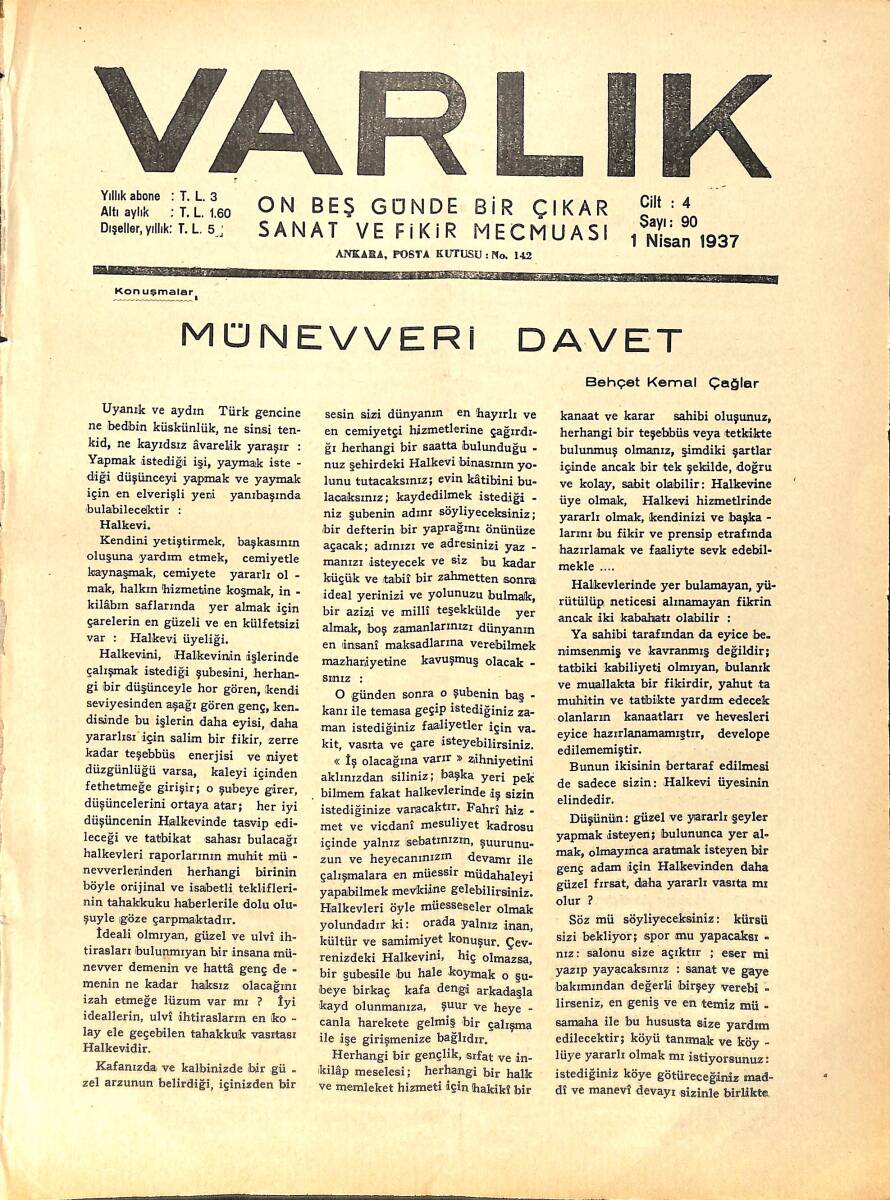 VARLIK
Yıllık abone : T. L. 3
Altı aylık : T. L. 1.60
Dışeller, yıllık: T. L. 5
ON BEŞ GÜNDE BİR ÇIKAR
SANAT VE FİKİR MECMUASI
ANKARA, POSTA KUTUSU : No. 142
Cilt : 4
Sayı: 90
1 Nisan 1937
Konuşmalar
MÜNEVVERİ DAVET
Behçet Kemal Çağlar
Uyanık ve aydın Türk gencine
ne bedbin küskünlük, ne sinsi ten-
kid, ne kayıdsız âvarelik yaraşır :
Yapmak istediği işi, yaymak iste -
diği düşünceyi yapmak ve yaymak
için en elverişli yeri yanıbaşında
bulabilecektir :
Halkevi.
Kendini yetiştirmek, başkasının
oluşuna yardım etmek, cemiyetle
kaynaşmak, cemiyete yararlı ol -
mak, halkın hizmetine koşmak, in -
kilâbın saflarında yer almak için
çarelerin en güzeli ve en külfetsizi
var : Halkevi üyeliği.
Halkevini, Halkevinin işlerinde
çalışmak istediği şubesini, herhan-
gi bir düşünceyle hor gören, kendi
seviyesinden aşağı gören genç, ken-
disinde bu işlerin daha eyisi, daha
yararlısı için salim bir fikir, zerre
kadar teşebbüs enerjisi ve niyet
düzgünlüğü varsa, kaleyi içinden
fethetmeğe girişir; o şubeye girer,
düşüncelerini ortaya atar; her iyi
düşüncenin Halkevinde tasvip edi-
leceği ve tatbikat sahası bulacağı
halkevleri raporlarının muhit mü -
nevverlerinden herhangi birinin
böyle orijinal ve isabetli teklifleri-
nin tahakkuku haberlerile dolu olu-
şuyle göze çarpmaktadır.
İdeali olmıyan, güzel ve ulvî ih-
tirasları bulunmıyan bir insana mü-
nevver demenin ve hattâ genç de -
menin ne kadar haksız olacağını
izah etmeğe lüzum var mı ? İyi
ideallerin, ulvî ihtirasların en ko -
lay ele geçebilen tahakkuk vasıtası
Halkevidir.
Kafanızda ve kalbinizde bir gü -
zel arzunun belirdiği, içinizden bir
sesin sizi dünyanın en hayırlı ve
en cemiyetçi hizmetlerine çağırdı-
ğı herhangi bir saatta bulunduğu -
nuz şehirdeki Halkevi binasının yo-
lunu tutacaksınız; evin kâtibini bu-
lacaksınız; kaydedilmek istediği -
niz şubenin adını söyliyeceksiniz;
bir defterin bir yaprağını önünüze
açacak; adınızı ve adresinizi yaz -
manızı isteyecek ve siz bu kadar
küçük ve tabiî bir zahmetten sonra
ideal yerinizi ve yolunuzu bulmak,
bir azizi ve millî teşekkülde yer
almak, boş zamanlarınızı dünyanın
en insanî maksadlarına verebilmek
mazhariyetine kavuşmuş olacak -
sınız :
O günden sonra o şubenin baş -
kanı ile temasa geçip istediğiniz za-
man istediğiniz faaliyetler için va-
kit, vasıta ve çare isteyebilirsiniz.
« İş olacağına varır » zihniyetini
aklınızdan siliniz; başka yeri pek
bilmem fakat halkevlerinde iş sizin
istediğinize varacaktır. Fahrî hiz -
met ve vicdanî mesuliyet kadrosu
içinde yalnız sebatınızın, şuurunu-
zun ve heyecanınızın devamı ile
çalışmalara en müessir müdahaleyi
yapabilmek mevkiine gelebilirsiniz.
Halkevleri öyle müesseseler olmak
yolundadır ki : orada yalnız inan,
kültür ve samimiyet konuşur. Çev-
renizdeki Halkevini, hiç olmazsa,
bir şubesile bu hale koymak o şu-
beye birkaç kafa dengi arkadaşla
kayd olunmanıza, şuur ve heye -
canla harekete gelmiş bir çalışma
ile işe girişmenize bağlıdır.
Herhangi bir gençlik, sıfat ve in-
kilâp meselesi; herhangi bir halk
ve memleket hizmeti için hakikî bir
kanaat ve karar sahibi oluşunuz,
herhangi bir teşebbüs veya tetkikte
bulunmuş olmanız, şimdiki şartlar
içinde ancak bir tek şekilde, doğru
ve kolay, sabit olabilir: Halkevine
üye olmak, Halkevi hizmetlrinde
yararlı olmak, kendinizi ve başka -
larını bu fikir ve prensip etrafında
hazırlamak ve faaliyte sevk edebil-
mekle ....
Halkevlerinde yer bulamayan, yü-
rütülüp neticesi alınamayan fikrin
ancak iki kabahatı olabilir :
Ya sahibi tarafından da eyice be-
nimsenmiş ve kavranmış değildir;
tatbiki kabiliyeti olmıyan, bulanık
ve muallakta bir fikirdir, yahut ta
muhitin ve tatbikte yardım edecek
olanların kanaatları ve hevesleri
eyice hazırlanamamıştır, develope
edilememiştir.
Bunun ikisinin bertaraf edilmesi
de sadece sizin: Halkevi üyesinin
elindedir.
Düşünün: güzel ve yararlı şeyler
yapmak isteyen; bulununca yer al-
mak, olmayınca aratmak isteyen bir
genç adam için Halkevinden daha
güzel fırsat, daha yararlı vasıta mı
olur ?
Söz mü söyliyeceksiniz: kürsü
sizi bekliyor; spor mu yapacaksı -
nız: salonu size açıktır ; eser mi
yazıp yayacaksınız : sanat ve gaye
bakımından değerli birşey verebi -
lirseniz, en geniş ve en temiz mü -
samaha ile bu hususta size yardım
edilecektir; köyü tanımak ve köy -
lüye yararlı olmak mı istiyorsunuz:
istediğiniz köye götüreceğiniz mad-
dî ve manevî devayı sizinle birlikte